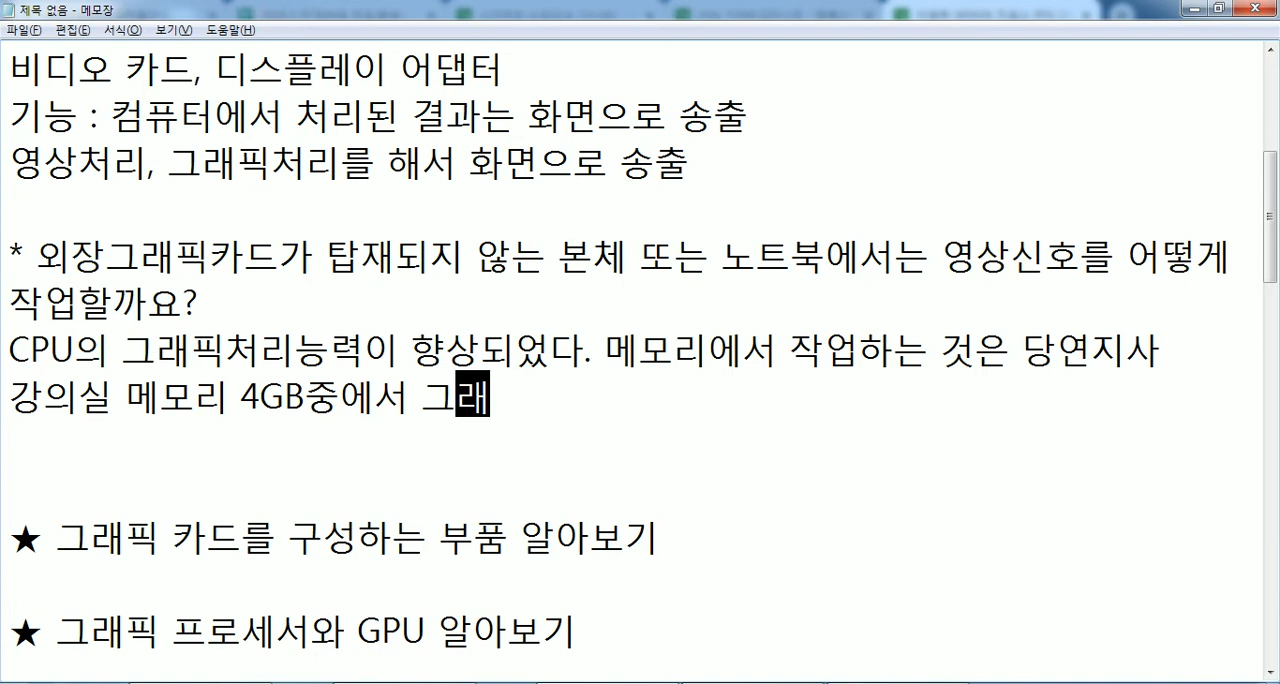 제목 없음 - 메모장
파일(F) 편집(E) 서식(O) 보기(V) 도움말(H)
비디오 카드, 디스플레이 어댑터
기능 : 컴퓨터에서 처리된 결과는 화면으로 송출
영상처리, 그래픽처리를 해서 화면으로 송출
* 외장그래픽카드가 탑재되지 않는 본체 또는 노트북에서는 영상신호를 어떻게
작업할까요?
CPU의 그래픽처리능력이 향상되었다. 메모리에서 작업하는 것은 당연지사
강의실 메모리 4GB중에서 그래
★ 그래픽 카드를 구성하는 부품 알아보기
★ 그래픽 프로세서와 GPU 알아보기